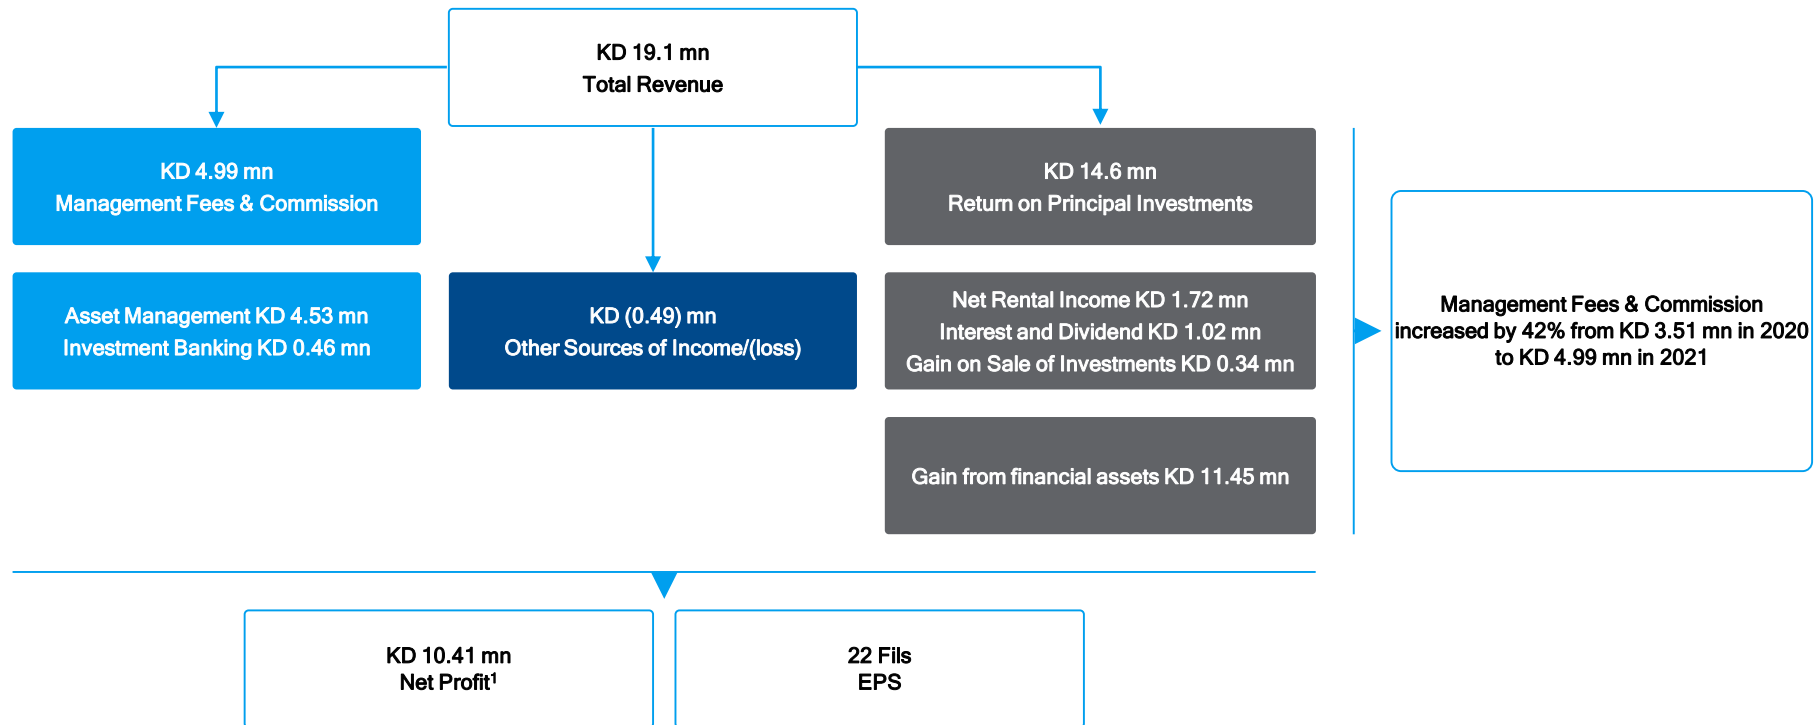 KD 19.1 mn
Total Revenue
KD 4.99 mn
Management Fees & Commission
Asset Management KD 4.53 mn
Investment Banking KD 0.46 mn
KD (0.49) mn
Other Sources of Income/(loss)
KD 14.6 mn
Return on Principal Investments
Net Rental Income KD 1.72 mn
Interest and Dividend KD 1.02 mn
Gain on Sale of Investments KD 0.34 mn
Gain from financial assets KD 11.45 mn
Management Fees & Commission
increased by 42% from KD 3.51 mn in 2020
to KD 4.99 mn in 2021
KD 10.41 mn
Net Profit¹
22 Fils
EPS